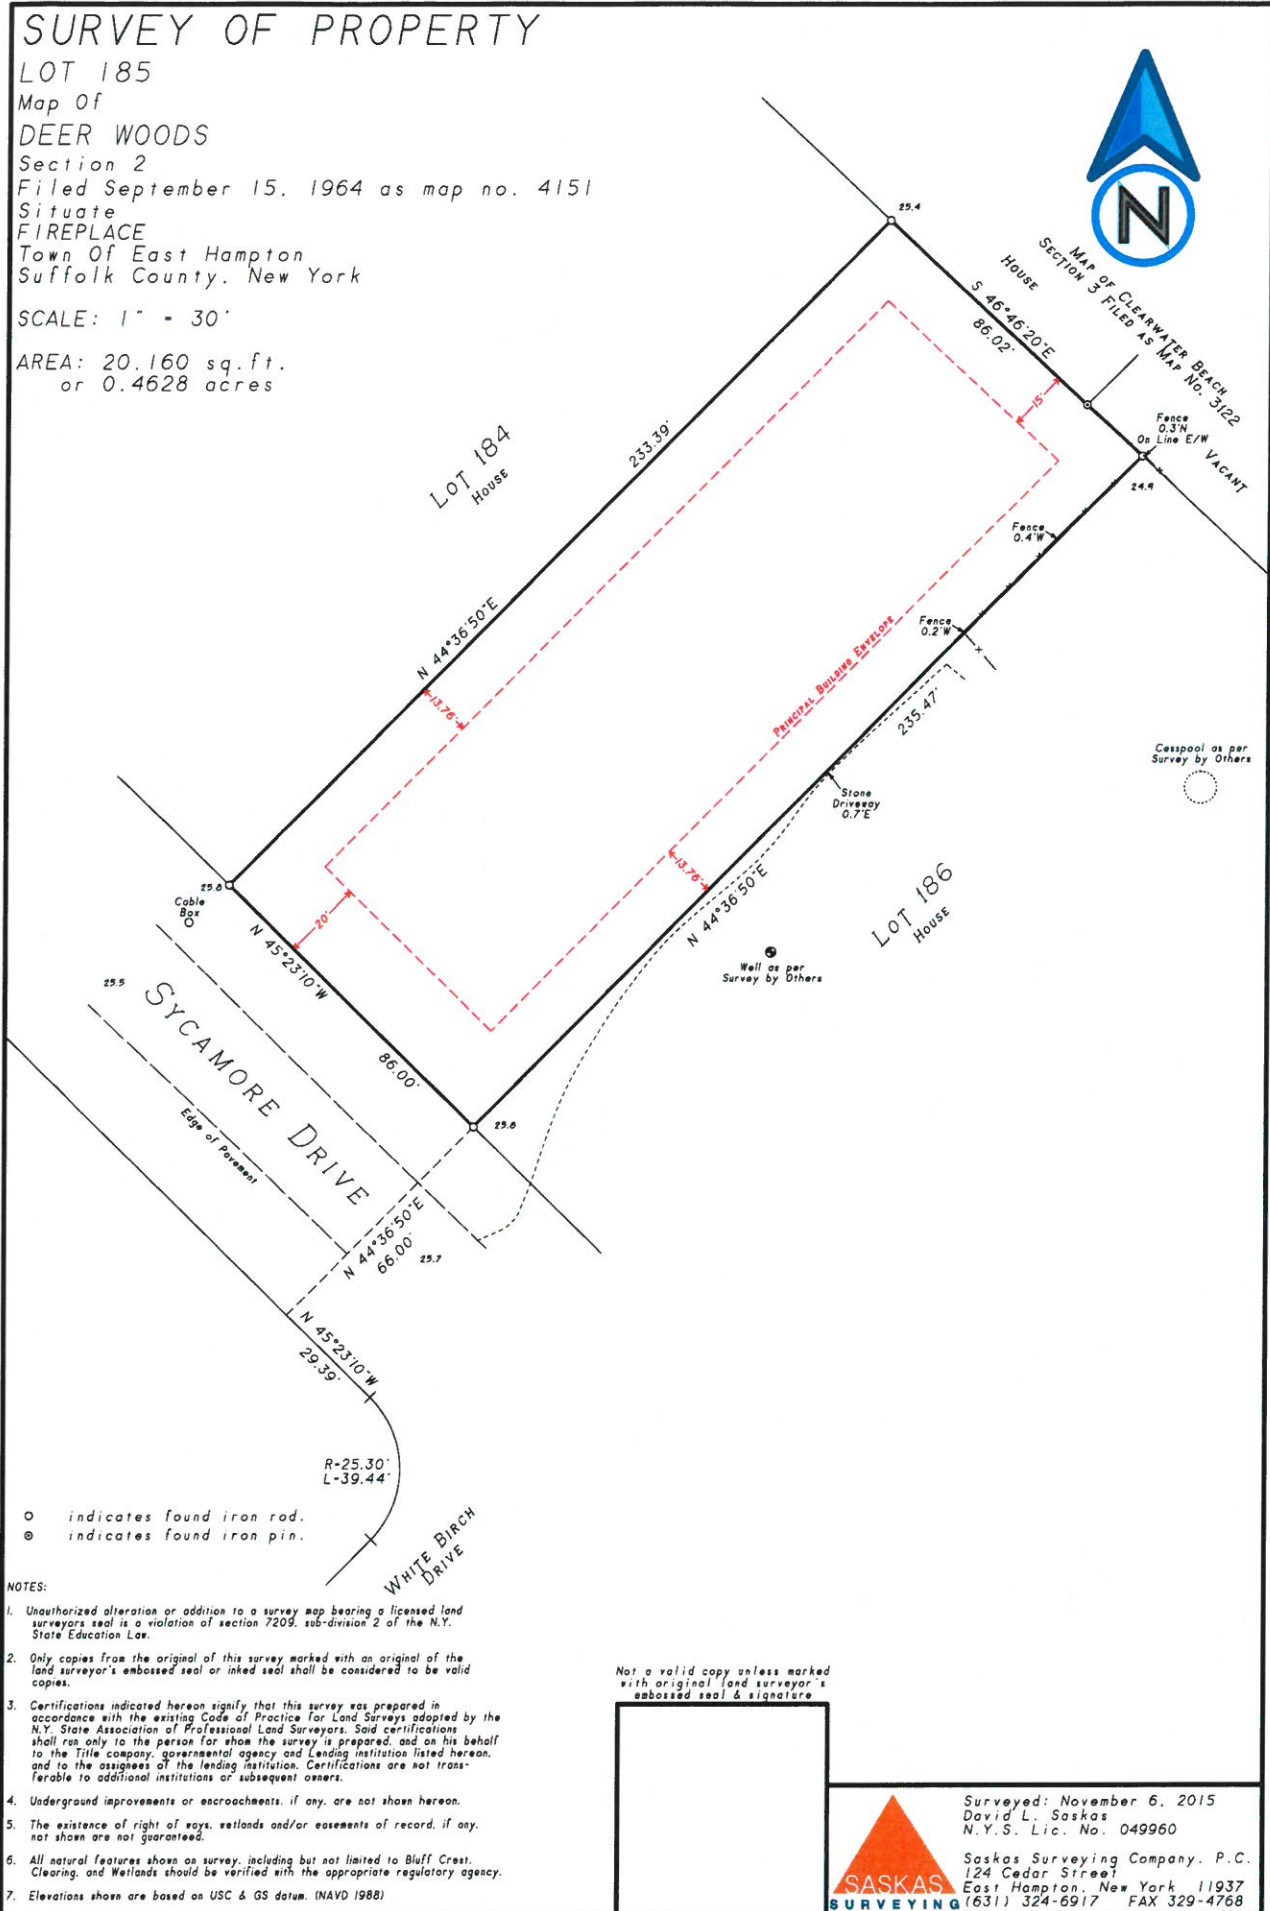 SURVEY OF PROPERTY
LOT 185
Map Of
DEER WOODS
Section 2
Filed September 15. 1964 as map no. 4151
Situate
FIREPLACE
Town Of East Hampton
Suffolk County. New York
SCALE: 1" - 30'
AREA: 20.160 sq.ft.
or 0.4628 acres
N
25.4
HOUSE
MAP OF CLEARWATER BEACH
SECTION 3 FILED AS MAP NO. 3122
S 46°46'20"E
86.02'
15'
Fence
0.3'N
On Line E/W
VACANT
24.9
LOT 184
HOUSE
233.39'
N 44°36'50"E
Fence
0.4'W
Fence
0.2'W
PRINCIPAL BUILDING ENVELOPE
13.76'
235.47'
Cesspool as per
Survey by Others
Stone
Driveway
0.7'E
13.76'
N 44°36'50"E
LOT 186
HOUSE
Well as per
Survey by Others
25.8
Cable
Box
20'
N 45°23'10"W
86.00'
25.5
SYCAMORE DRIVE
Edge of Pavement
25.8
N 44°36'50"E
66.00'
25.7
N 45°23'10"W
29.39'
R-25.30'
L-39.44'
WHITE BIRCH
DRIVE
indicates found iron rod.
indicates found iron pin.
NOTES:
1. Unauthorized alteration or addition to a survey map bearing a licensed land
surveyors seal is a violation of section 7209. sub-division 2 of the N.Y.
State Education Law.
2. Only copies from the original of this survey marked with an original of the
land surveyor's embossed seal or inked seal shall be considered to be valid
copies.
3. Certifications indicated hereon signify that this survey was prepared in
accordance with the existing Code of Practice for Land Surveys adopted by the
N.Y. State Association of Professional Land Surveyors. Said certifications
shall run only to the person for whom the survey is prepared. and on his behalf
to the Title company. governmental agency and Lending institution listed hereon.
and to the assignees of the lending institution. Certifications are not trans-
ferable to additional institutions or subsequent owners.
4. Underground improvements or encroachments. if any. are not shown hereon.
5. The existence of right of ways. wetlands and/or easements of record. if any.
not shown are not guaranteed.
6. All natural features shown on survey. including but not limited to Bluff Crest.
Clearing. and Wetlands should be verified with the appropriate regulatory agency.
7. Elevations shown are based on USC & GS datum. (NAVD 1988)
Not a valid copy unless marked
with original land surveyor's
embossed seal & signature
SASKAS
SURVEYING
Surveyed: November 6. 2015
David L. Saskas
N.Y.S. Lic. No. 049960
Saskas Surveying Company. P.C.
124 Cedar Street
East Hampton. New York 11937
(631) 324-6917 FAX 329-4768